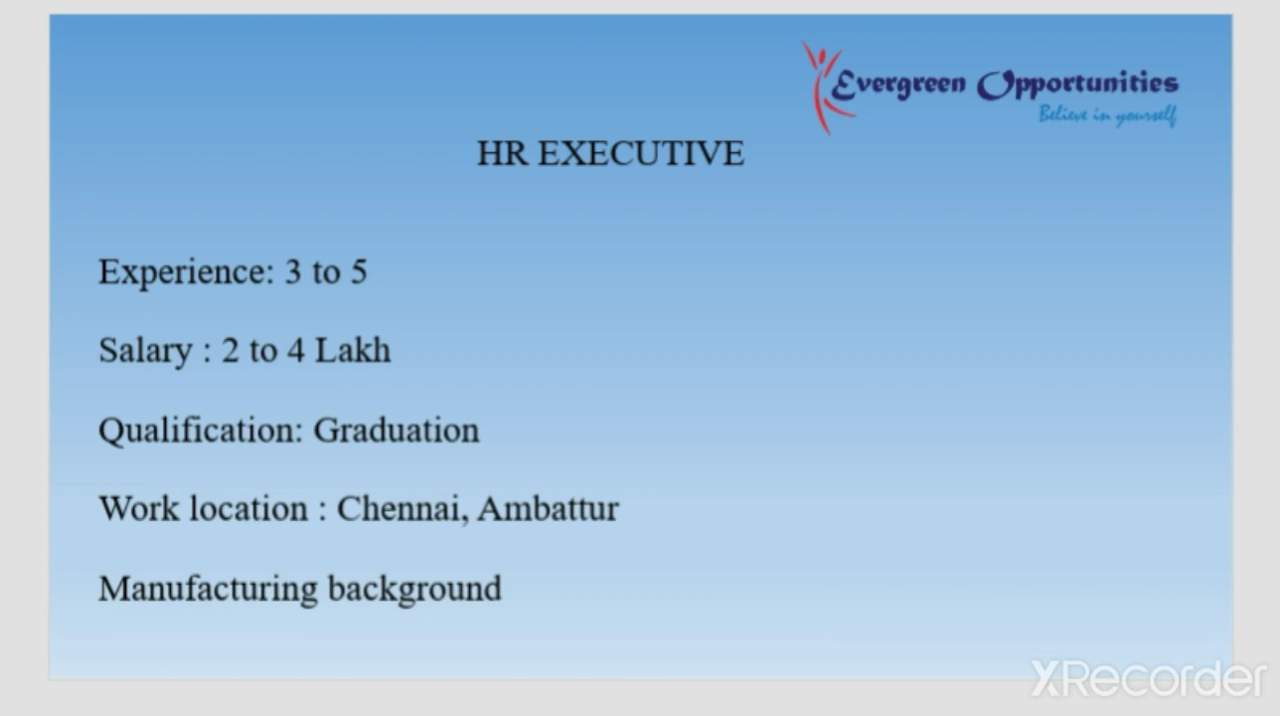 Evergreen Opportunities
Believe in yourself
HR EXECUTIVE
Experience: 3 to 5
Salary : 2 to 4 Lakh
Qualification: Graduation
Work location : Chennai, Ambattur
Manufacturing background
XRecorder